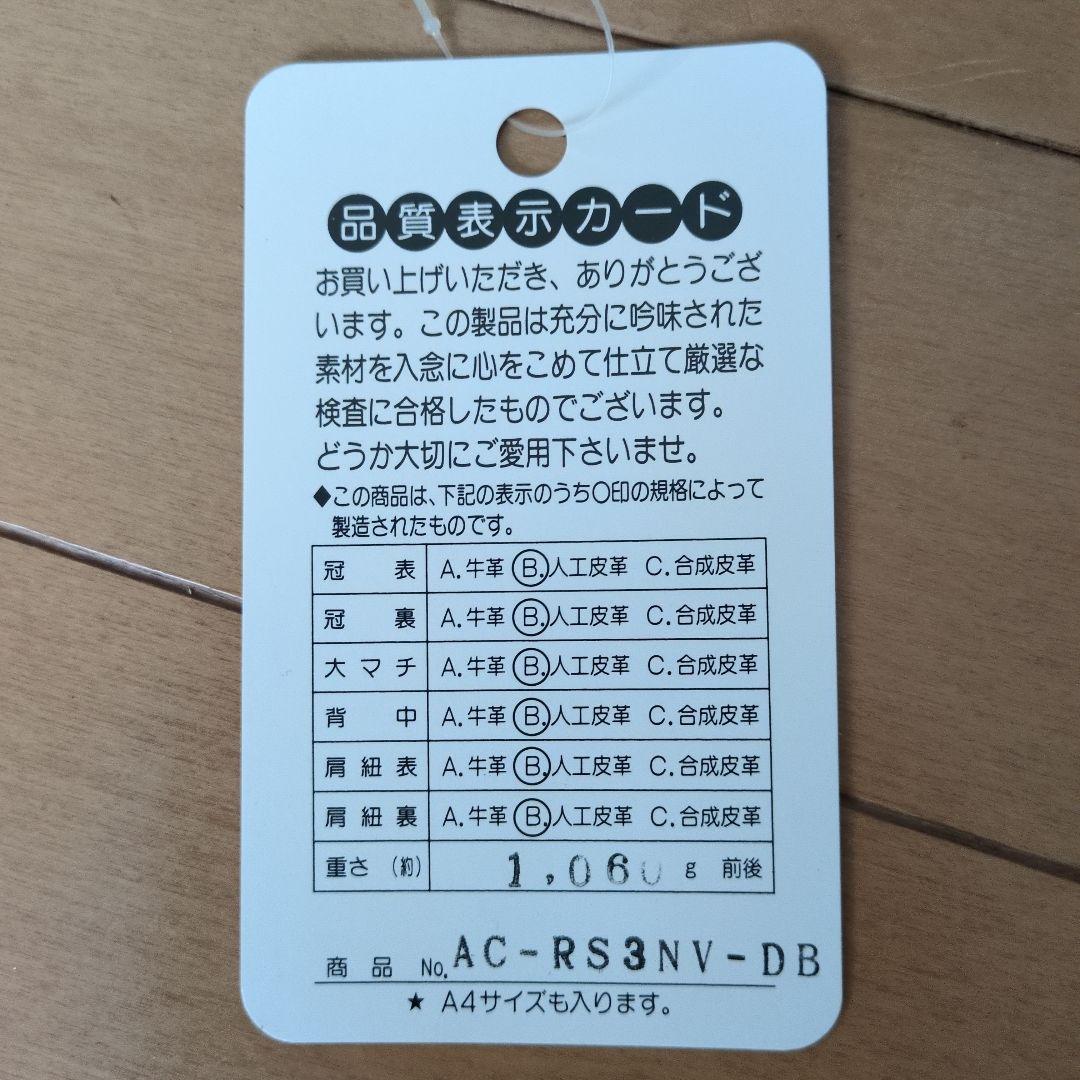 品質表示カード
お買い上げいただき、ありがとうござ
います。この製品は充分に吟味された
素材を入念に心をこめて仕立て厳選な
検査に合格したものでございます。
どうか大切にご愛用下さいませ。
◆この商品は、下記の表示のうち〇印の規格によって
製造されたものです。
冠表 A.牛革 B.人工皮革 C.合成皮革
冠裏 A.牛革 B.人工皮革 C.合成皮革
大マチ A.牛革 B.人工皮革 C.合成皮革
背中 A.牛革 B.人工皮革 C.合成皮革
肩紐表 A.牛革 B.人工皮革 C.合成皮革
肩紐裏 A.牛革 B.人工皮革 C.合成皮革
重さ(約) 1,060 g 前後
商品 No. AC-RS3NV-DB
★ A4サイズも入ります。